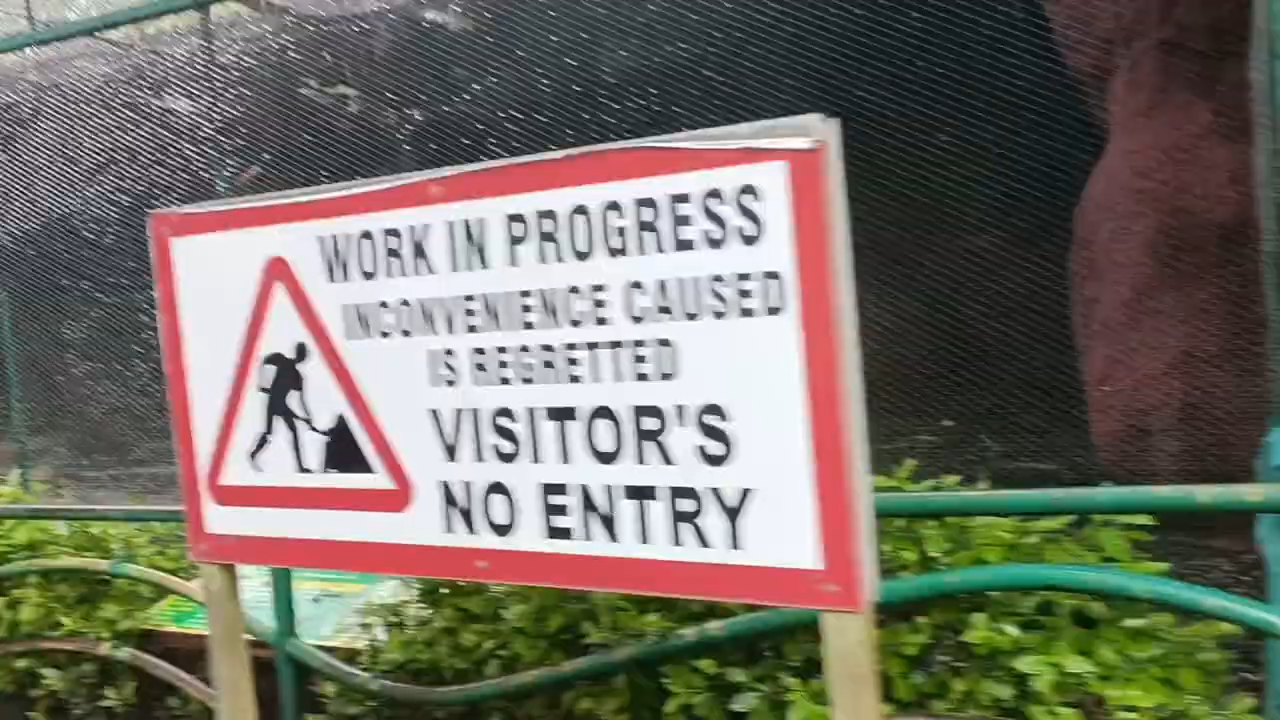 WORK IN PROGRESS
INCONVENIENCE CAUSED
IS REGRETTED
VISITOR'S
NO ENTRY